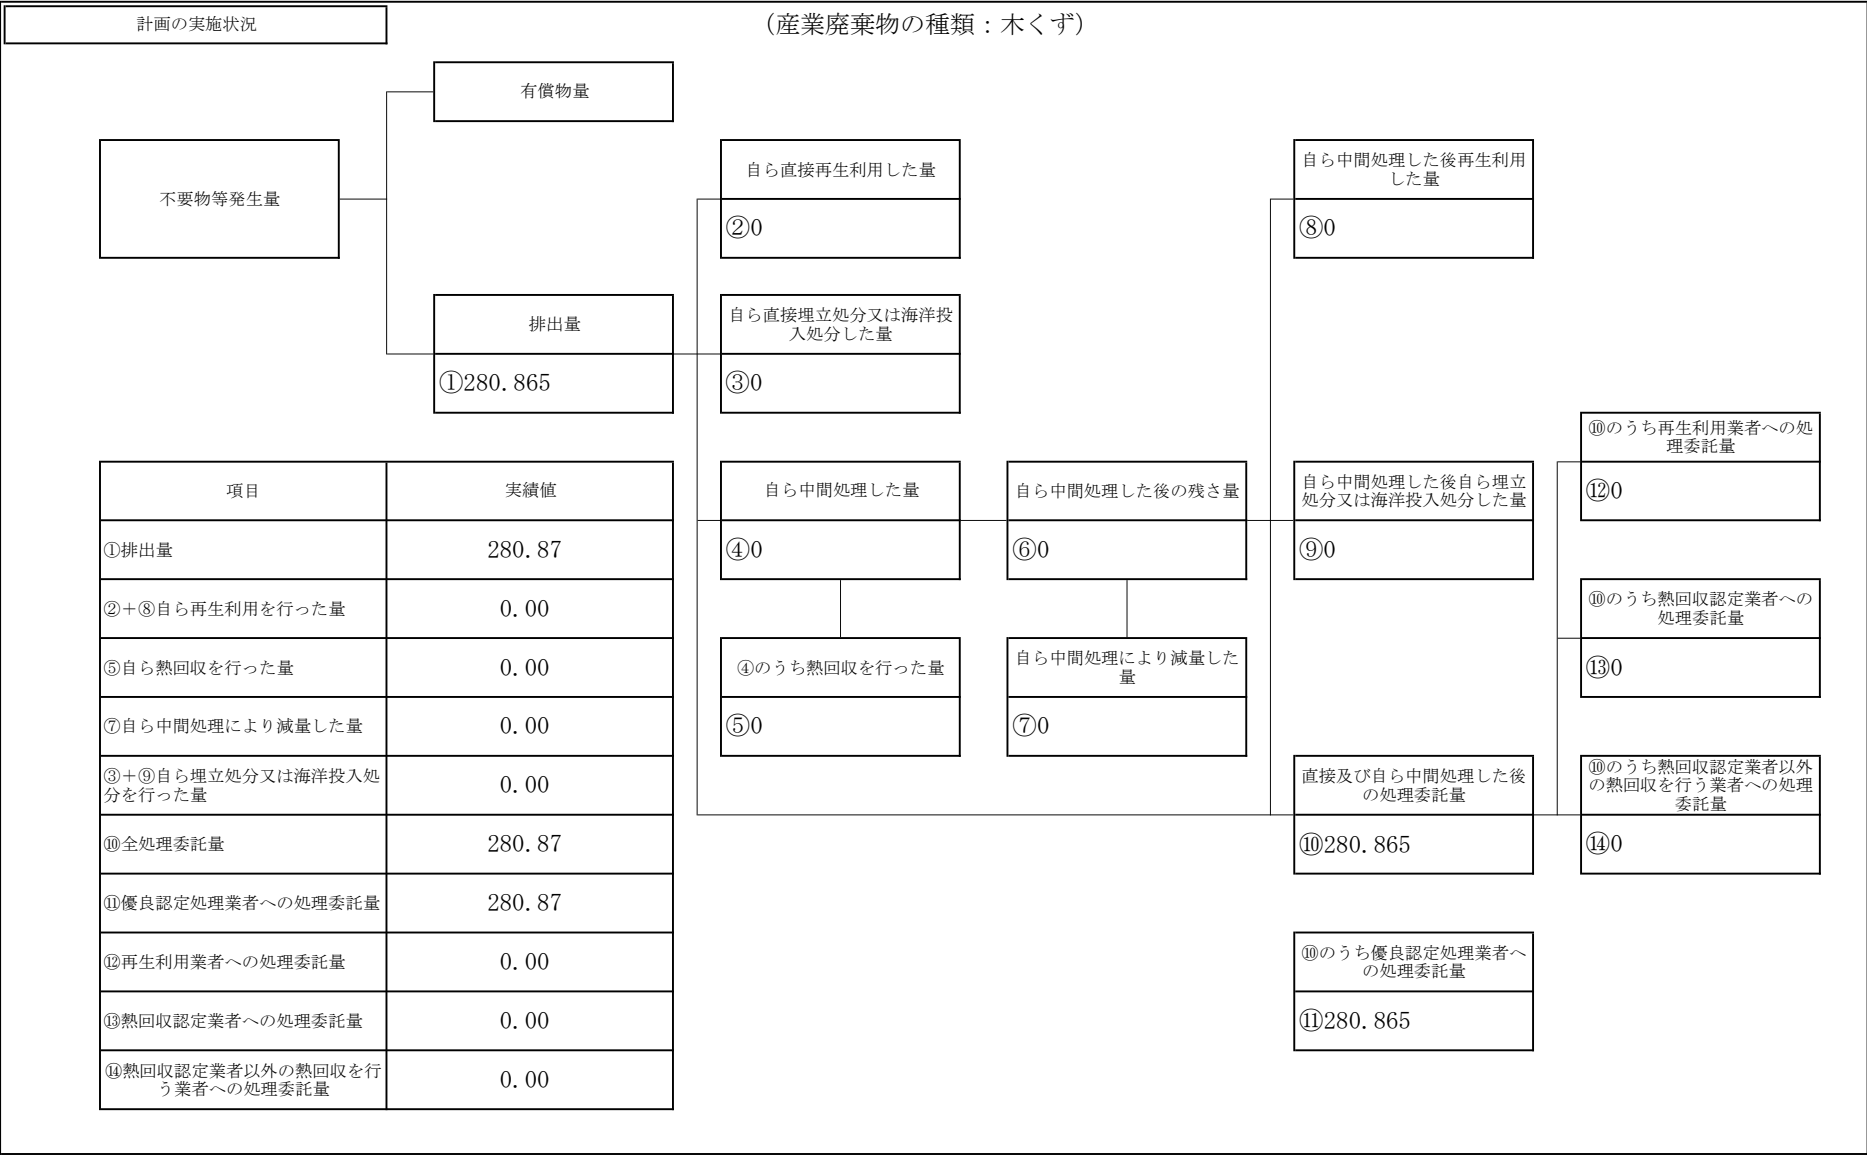 計画の実施状況
（産業廃棄物の種類：木くず）
有償物量
不要物等発生量
自ら直接再生利用した量
②0
自ら中間処理した後再生利用
した量
⑧0
排出量
①280.865
自ら直接埋立処分又は海洋投
入処分した量
③0
⑩のうち再生利用業者への処
理委託量
⑫0
自ら中間処理した量
④0
自ら中間処理した後の残さ量
⑥0
自ら中間処理した後自ら埋立
処分又は海洋投入処分した量
⑨0
⑩のうち熱回収認定業者への
処理委託量
⑬0
④のうち熱回収を行った量
⑤0
自ら中間処理により減量した
量
⑦0
直接及び自ら中間処理した後
の処理委託量
⑩280.865
⑩のうち熱回収認定業者以外
の熱回収を行う業者への処理
委託量
⑭0
⑩のうち優良認定処理業者へ
の処理委託量
⑪280.865
項目 実績値
①排出量 280.87
②＋⑧自ら再生利用を行った量 0.00
⑤自ら熱回収を行った量 0.00
⑦自ら中間処理により減量した量 0.00
③＋⑨自ら埋立処分又は海洋投入処
分を行った量 0.00
⑩全処理委託量 280.87
⑪優良認定処理業者への処理委託量 280.87
⑫再生利用業者への処理委託量 0.00
⑬熱回収認定業者への処理委託量 0.00
⑭熱回収認定業者以外の熱回収を行
う業者への処理委託量 0.00